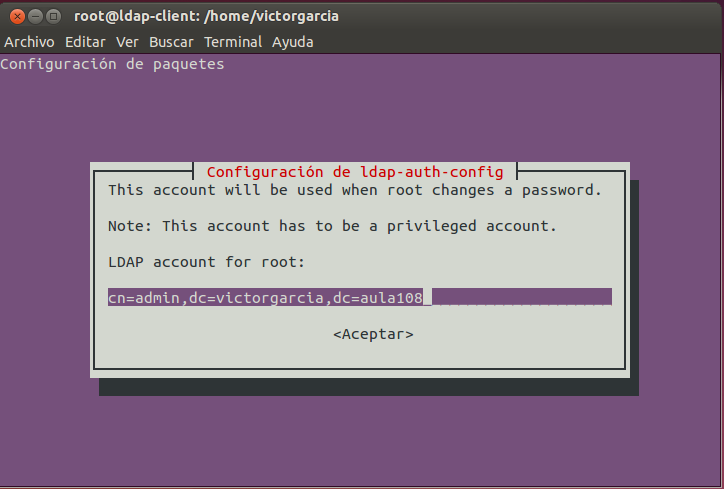 root@ldap-client: /home/victorgarcia
Archivo Editar Ver Buscar Terminal Ayuda
Configuración de paquetes
Configuración de ldap-auth-config
This account will be used when root changes a password.
Note: This account has to be a privileged account.
LDAP account for root:
cn=admin,dc=victorgarcia,dc=aula108
<Aceptar>